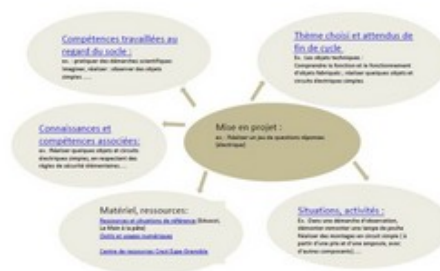 Compétences travaillées au
regard du socle :
ex. : pratiquer des démarches scientifiques
Imaginer, réaliser : observer des objets
simples ....
Thème choisi et attendus de
fin de cycle
Ex. Les objets techniques :
Comprendre la fonction et le fonctionnement
d'objets fabriqués ; réaliser quelques objets et
circuits électriques simples
Connaissances et
compétences associées:
ex. Réaliser quelques objets et circuits
électriques simples, en respectant des
règles de sécurité élémentaires....
Mise en projet :
ex. : Réaliser un jeu de questions réponses
(électrique)
Matériel, ressources:
Ressources et situations de référence
La Main à la pâte)
Outils et usages numériques
Centre de ressources Cred Espe Grenoble
Situations, activités :
Ex. Dans une démarche d'observation,
démonter remonter une lampe de poche
Réaliser des montages en circuit simple ( à
partir d'une pile et d'une ampoule, avec
d'autres composants)....